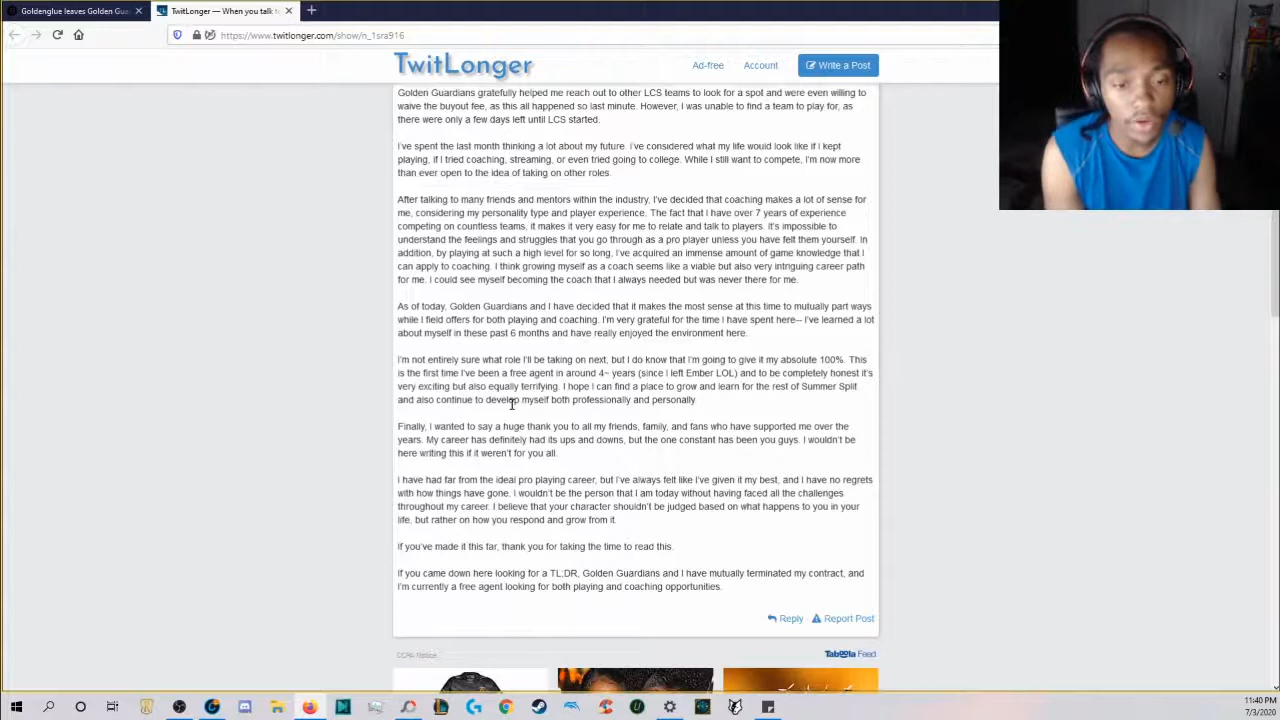 Goldenglue leaves Golden Gua
TwitLonger — When you talk t
https://www.twitlonger.com/show/n_1sra916
TwitLonger
Ad-free
Account
Write a Post
Golden Guardians gratefully helped me reach out to other LCS teams to look for a spot and were even willing to
waive the buyout fee, as this all happened so last minute. However, I was unable to find a team to play for, as
there were only a few days left until LCS started.
I've spent the last month thinking a lot about my future. I've considered what my life would look like if I kept
playing, if I tried coaching, streaming, or even tried going to college. While I still want to compete, I'm now more
than ever open to the idea of taking on other roles.
After talking to many friends and mentors within the industry, I've decided that coaching makes a lot of sense for
me, considering my personality type and player experience. The fact that I have over 7 years of experience
competing on countless teams, it makes it very easy for me to relate and talk to players. It's impossible to
understand the feelings and struggles that you go through as a pro player unless you have felt them yourself. In
addition, by playing at such a high level for so long, I've acquired an immense amount of game knowledge that I
can apply to coaching. I think growing myself as a coach seems like a viable but also very intriguing career path
for me. I could see myself becoming the coach that I always needed but was never there for me.
As of today, Golden Guardians and I have decided that it makes the most sense at this time to mutually part ways
while I field offers for both playing and coaching. I'm very grateful for the time I have spent here-- I've learned a lot
about myself in these past 6 months and have really enjoyed the environment here.
I'm not entirely sure what role I'll be taking on next, but I do know that I'm going to give it my absolute 100%. This
is the first time I've been a free agent in around 4~ years (since I left Ember LOL) and to be completely honest it's
very exciting but also equally terrifying. I hope I can find a place to grow and learn for the rest of Summer Split
and also continue to develop myself both professionally and personally.
Finally, I wanted to say a huge thank you to all my friends, family, and fans who have supported me over the
years. My career has definitely had its ups and downs, but the one constant has been you guys. I wouldn't be
here writing this if it weren't for you all.
I have had far from the ideal pro playing career, but I've always felt like I've given it my best, and I have no regrets
with how things have gone. I wouldn't be the person that I am today without having faced all the challenges
throughout my career. I believe that your character shouldn't be judged based on what happens to you in your
life, but rather on how you respond and grow from it.
If you've made it this far, thank you for taking the time to read this.
If you came down here looking for a TL;DR, Golden Guardians and I have mutually terminated my contract, and
I'm currently a free agent looking for both playing and coaching opportunities.
Reply
Report Post
CCPA Notice
Taboola Feed
11:40 PM
7/3/2020